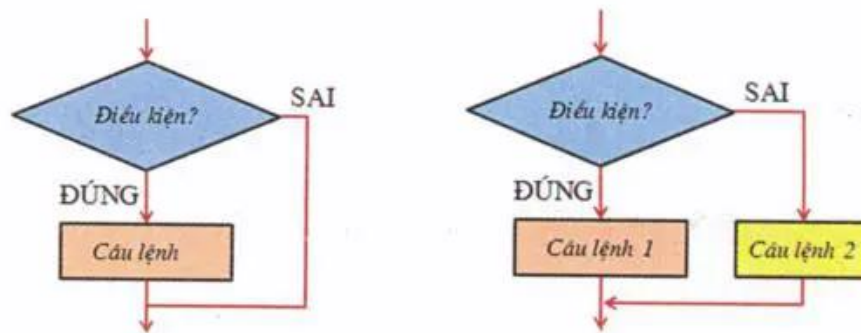 Điều kiện?
SAI
ĐÚNG
Câu lệnh
Điều kiện?
SAI
ĐÚNG
Câu lệnh 1
Câu lệnh 2